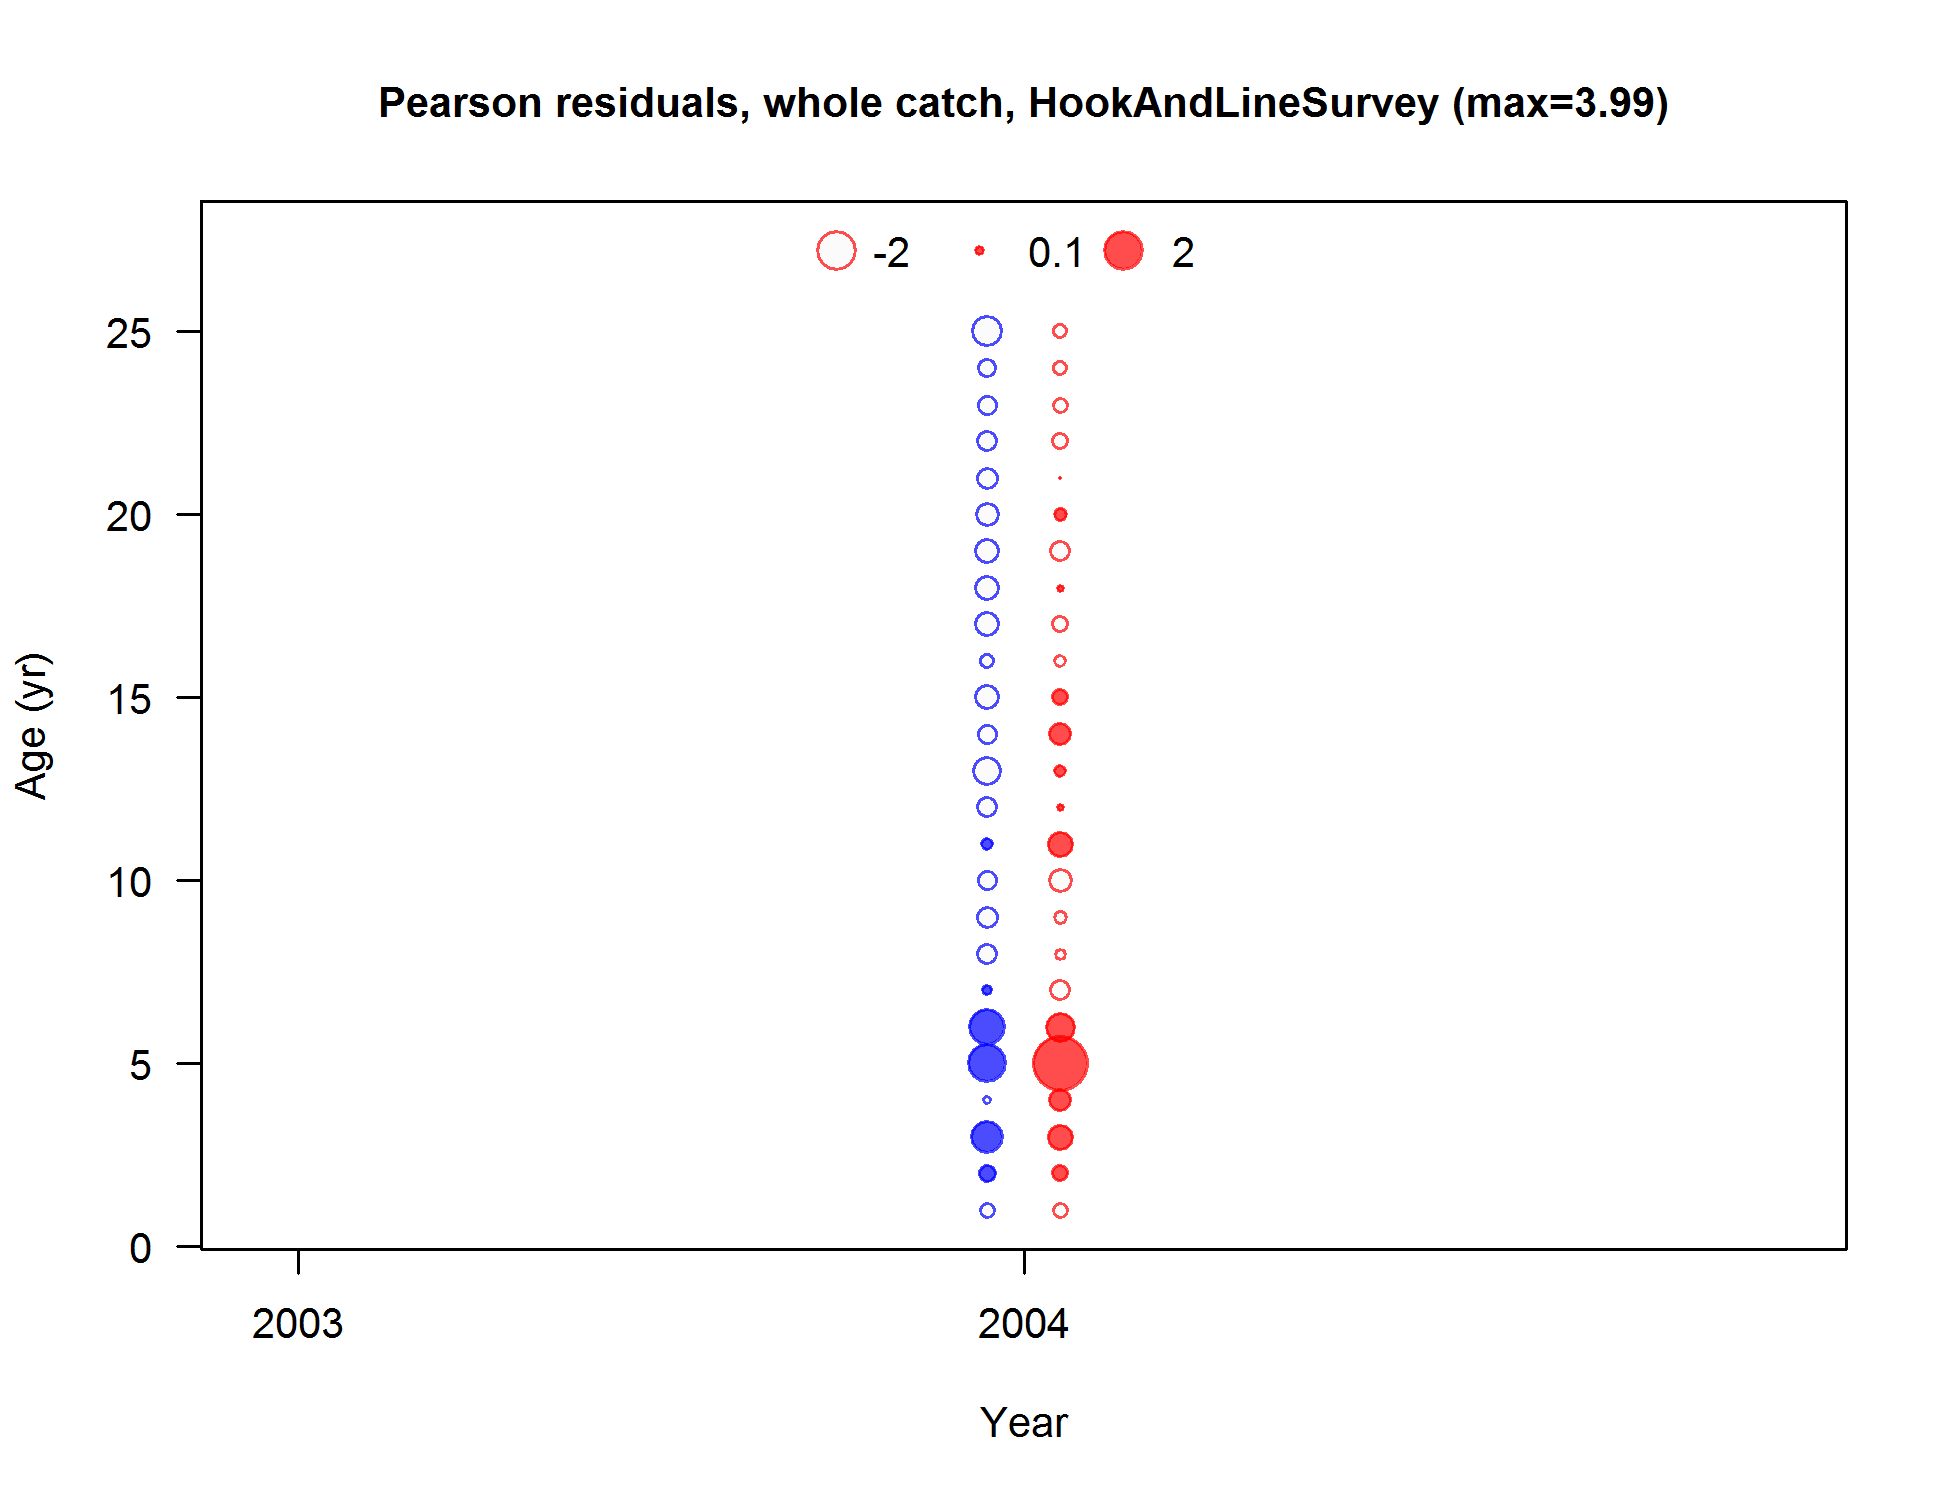 Pearson residuals, whole catch, HookAndLineSurvey (max=3.99)
-2 0.1 2
25
20
15
10
5
0
Age (yr)
2003 2004
Year